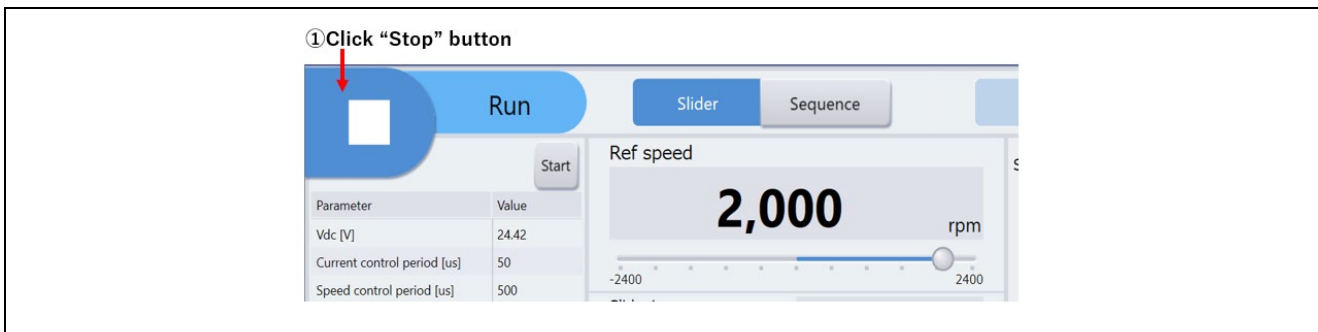 ①Click “Stop” button
Run
Slider
Sequence
Start
Ref speed
2,000
rpm
Parameter
Value
Vdc [V]
24.42
Current control period [us]
50
Speed control period [us]
500
-2400
2400